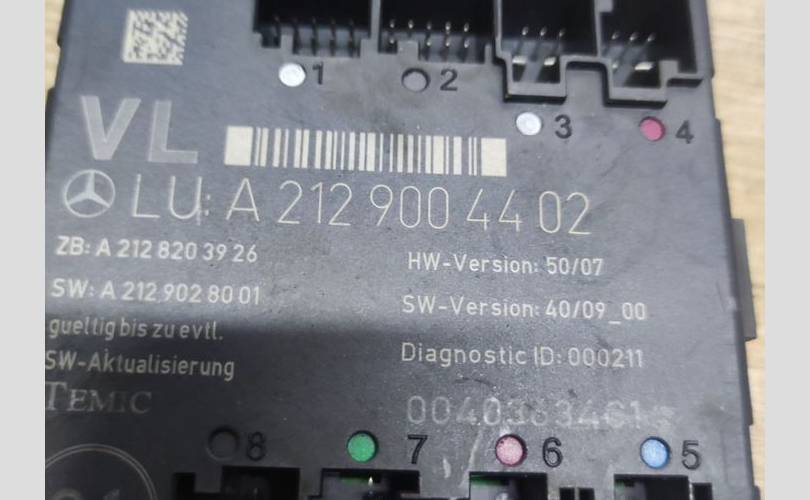 1 2
3 4
VL
LU: A 212 900 44 02
ZB: A 212 820 39 26
HW-Version: 50/07
SW: A 212 902 80 01
SW-Version: 40/09_00
gueltig bis zu evtl.
SW-Aktualisierung
Diagnostic ID: 000211
TEMIC
8 7 6 5